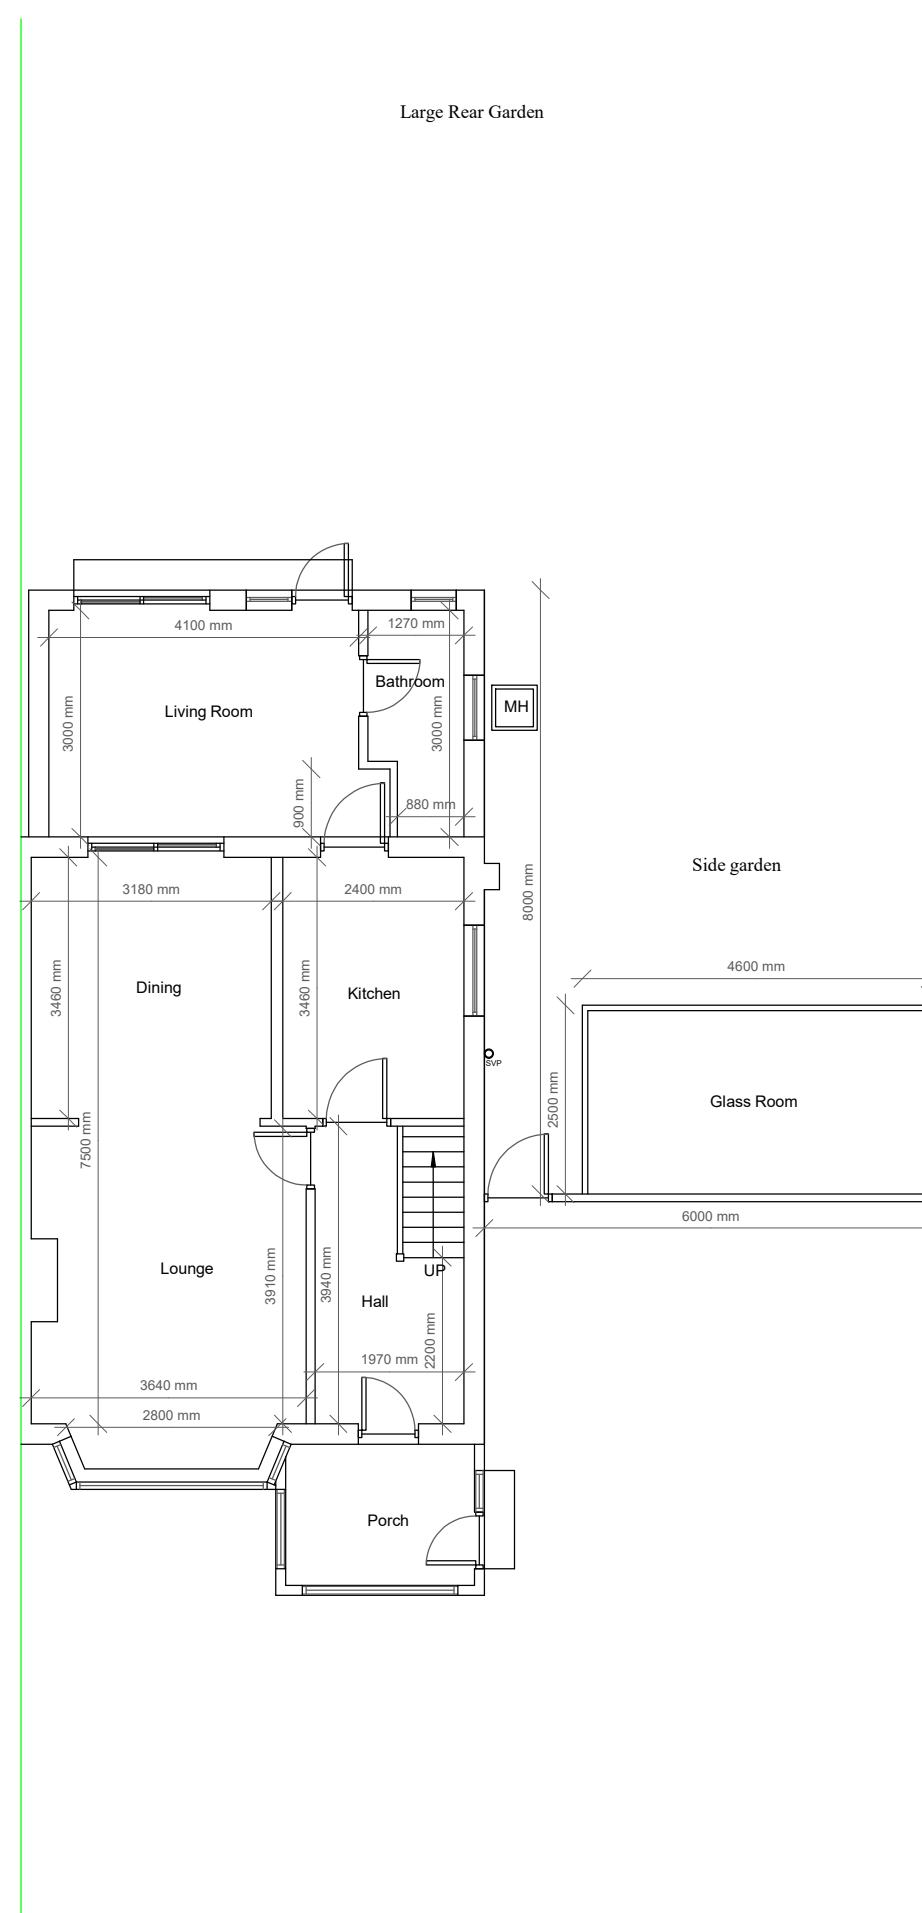 Large Rear Garden
4100 mm
1270 mm
Bathroom
Living Room
MH
3000 mm
3000 mm
900 mm
880 mm
Side garden
3180 mm
2400 mm
8000 mm
4600 mm
3460 mm
Dining
3460 mm
Kitchen
SVP
2500 mm
Glass Room
7500 mm
6000 mm
Lounge
3910 mm
3940 mm
UP
Hall
2200 mm
1970 mm
3640 mm
2800 mm
Porch